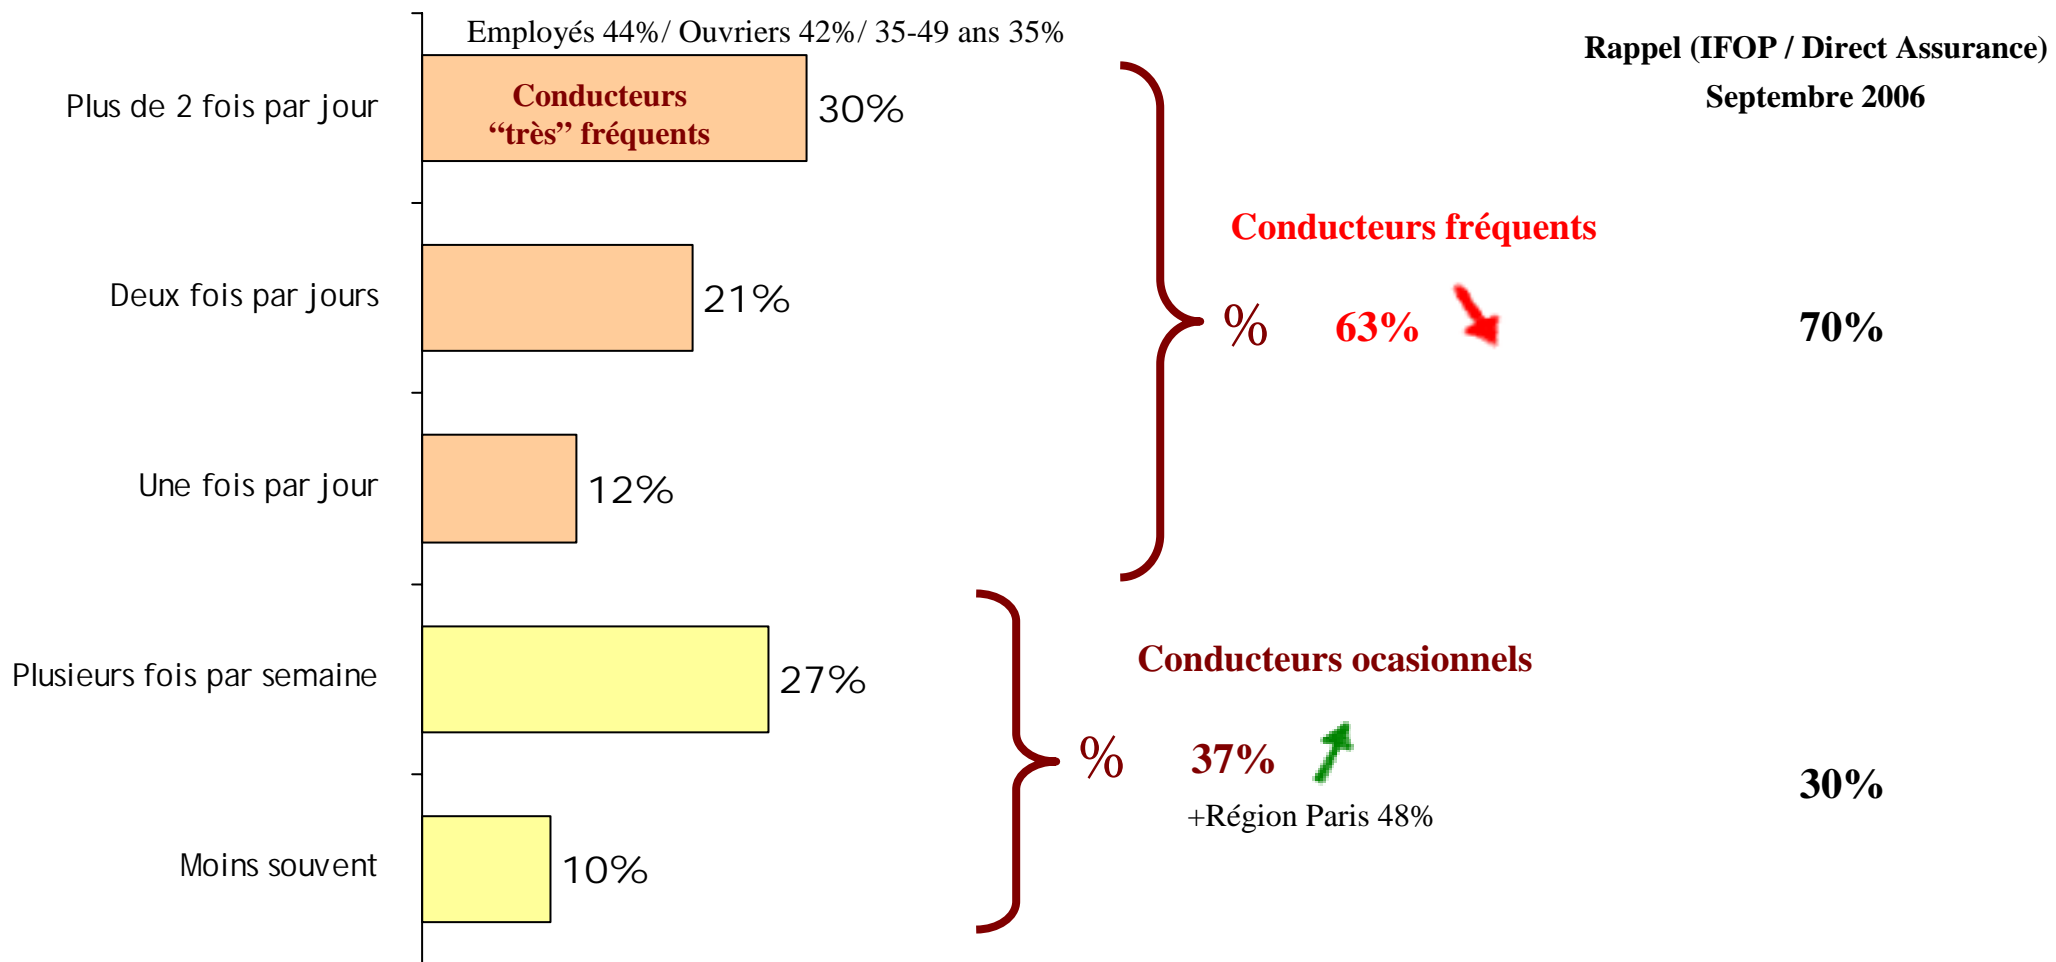 Employés 44%/ Ouvriers 42%/ 35-49 ans 35%
Rappel (IFOP / Direct Assurance)
Septembre 2006
Plus de 2 fois par jour
Conducteurs
“très” fréquents
30%
Conducteurs fréquents
Deux fois par jours
21%
% 63%
70%
Une fois par jour
12%
Plusieurs fois par semaine
27%
Conducteurs ocasionnels
% 37%
30%
+Région Paris 48%
Moins souvent
10%